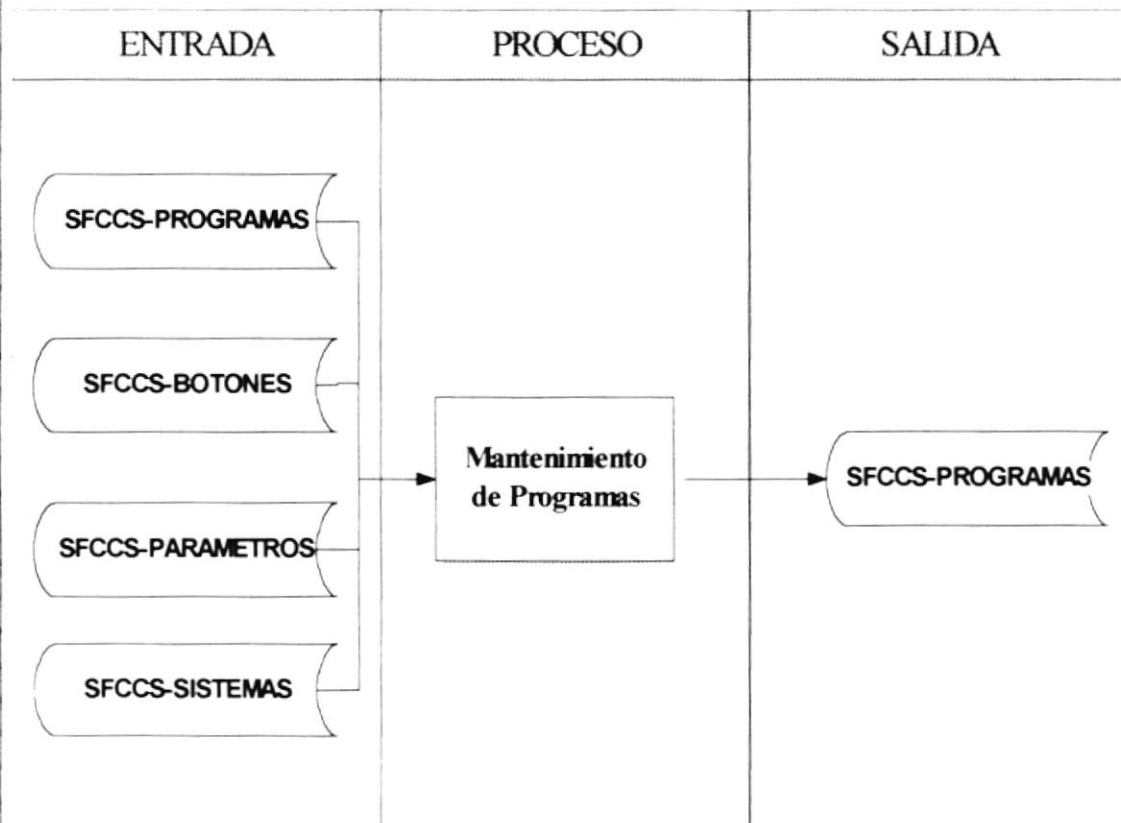 ENTRADA
PROCESO
SALIDA
SFCCS-PROGRAMAS
SFCCS-BOTONES
SFCCS-PARAMETROS
SFCCS-SISTEMAS
Mantenimiento
de Programas
SFCCS-PROGRAMAS